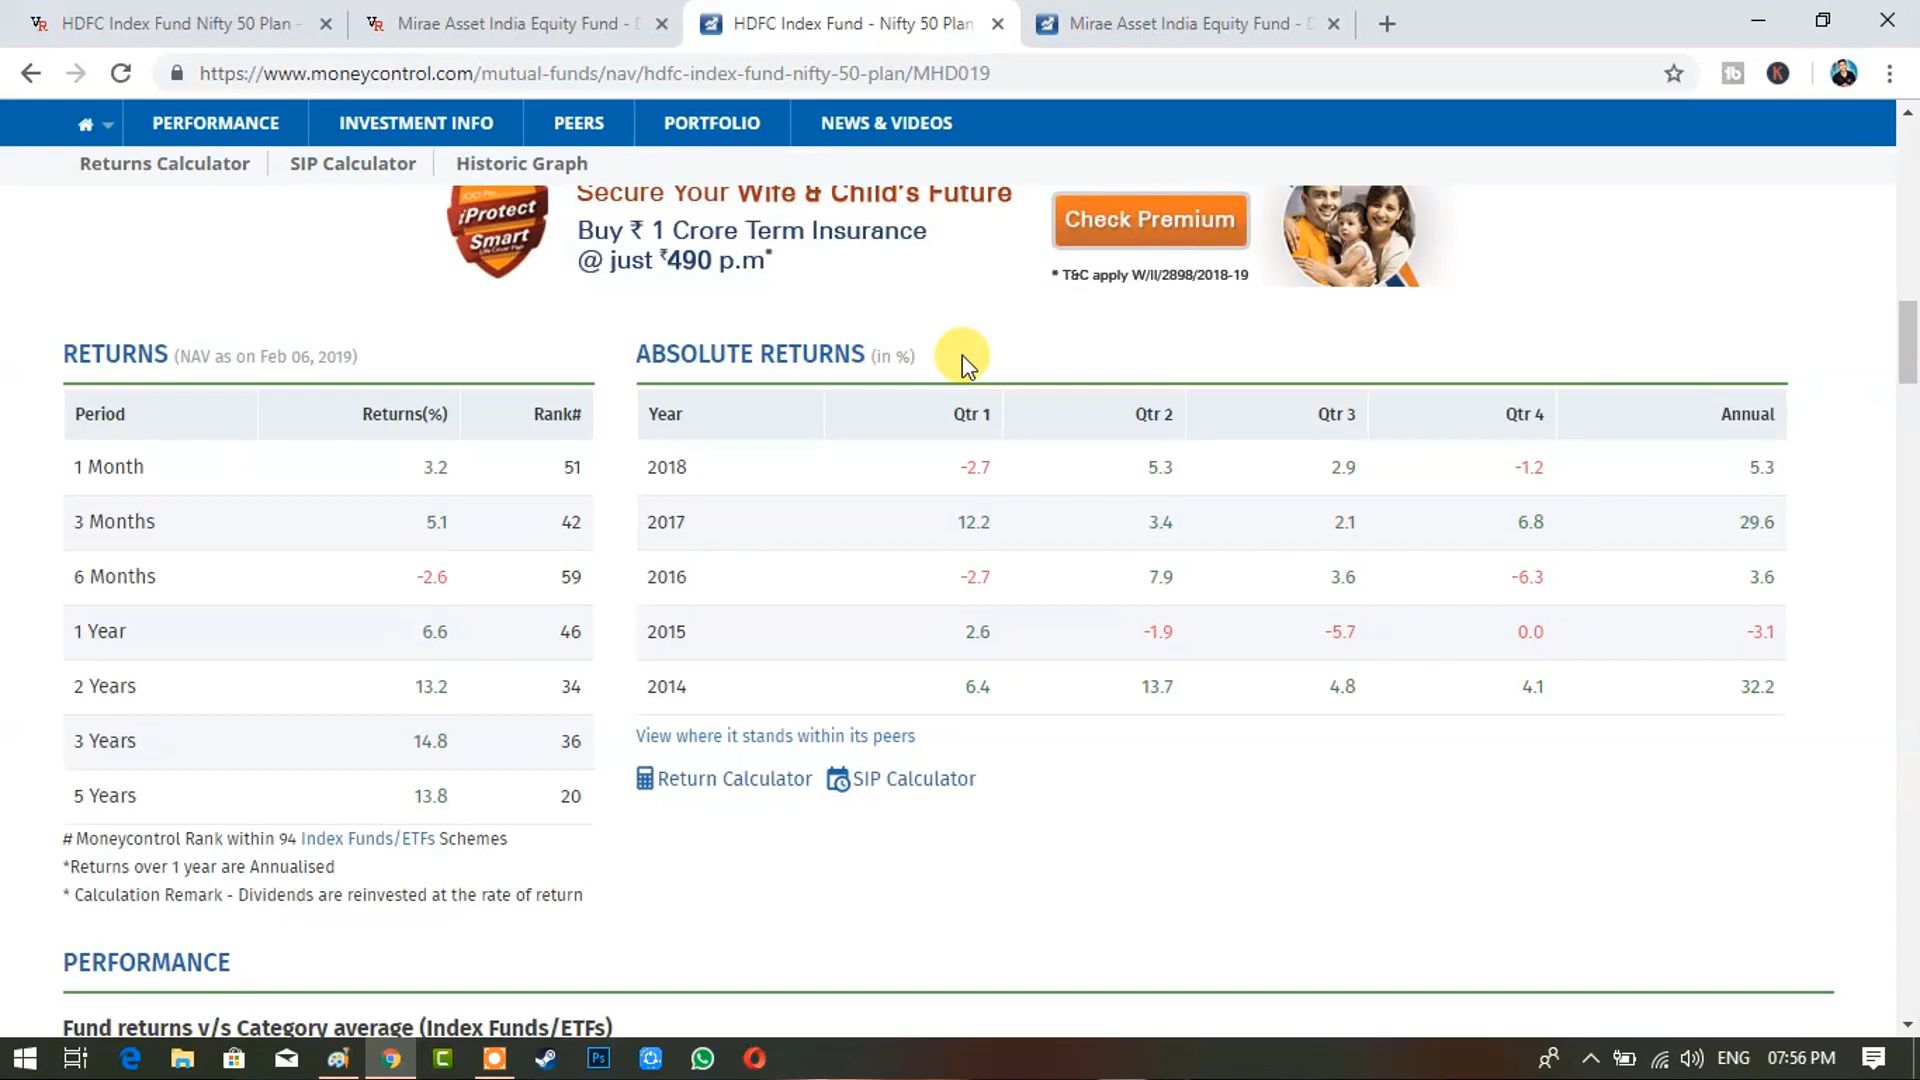 HDFC Index Fund Nifty 50 Plan -
Mirae Asset India Equity Fund - D
HDFC Index Fund - Nifty 50 Plan
Mirae Asset India Equity Fund - D
https://www.moneycontrol.com/mutual-funds/nav/hdfc-index-fund-nifty-50-plan/MHD019
PERFORMANCE INVESTMENT INFO PEERS PORTFOLIO NEWS & VIDEOS
Returns Calculator SIP Calculator Historic Graph
iProtect
Smart
Secure Your Wife & Child's Future
Buy ₹ 1 Crore Term Insurance
@ just ₹490 p.m*
Check Premium
* T&C apply W/II/2898/2018-19
RETURNS (NAV as on Feb 06, 2019)
Period Returns(%) Rank#
1 Month 3.2 51
3 Months 5.1 42
6 Months -2.6 59
1 Year 6.6 46
2 Years 13.2 34
3 Years 14.8 36
5 Years 13.8 20
# Moneycontrol Rank within 94 Index Funds/ETFs Schemes
*Returns over 1 year are Annualised
* Calculation Remark - Dividends are reinvested at the rate of return
ABSOLUTE RETURNS (in %)
Year Qtr 1 Qtr 2 Qtr 3 Qtr 4 Annual
2018 -2.7 5.3 2.9 -1.2 5.3
2017 12.2 3.4 2.1 6.8 29.6
2016 -2.7 7.9 3.6 -6.3 3.6
2015 2.6 -1.9 -5.7 0.0 -3.1
2014 6.4 13.7 4.8 4.1 32.2
View where it stands within its peers
Return Calculator SIP Calculator
PERFORMANCE
Fund returns v/s Category average (Index Funds/ETFs)
ENG 07:56 PM